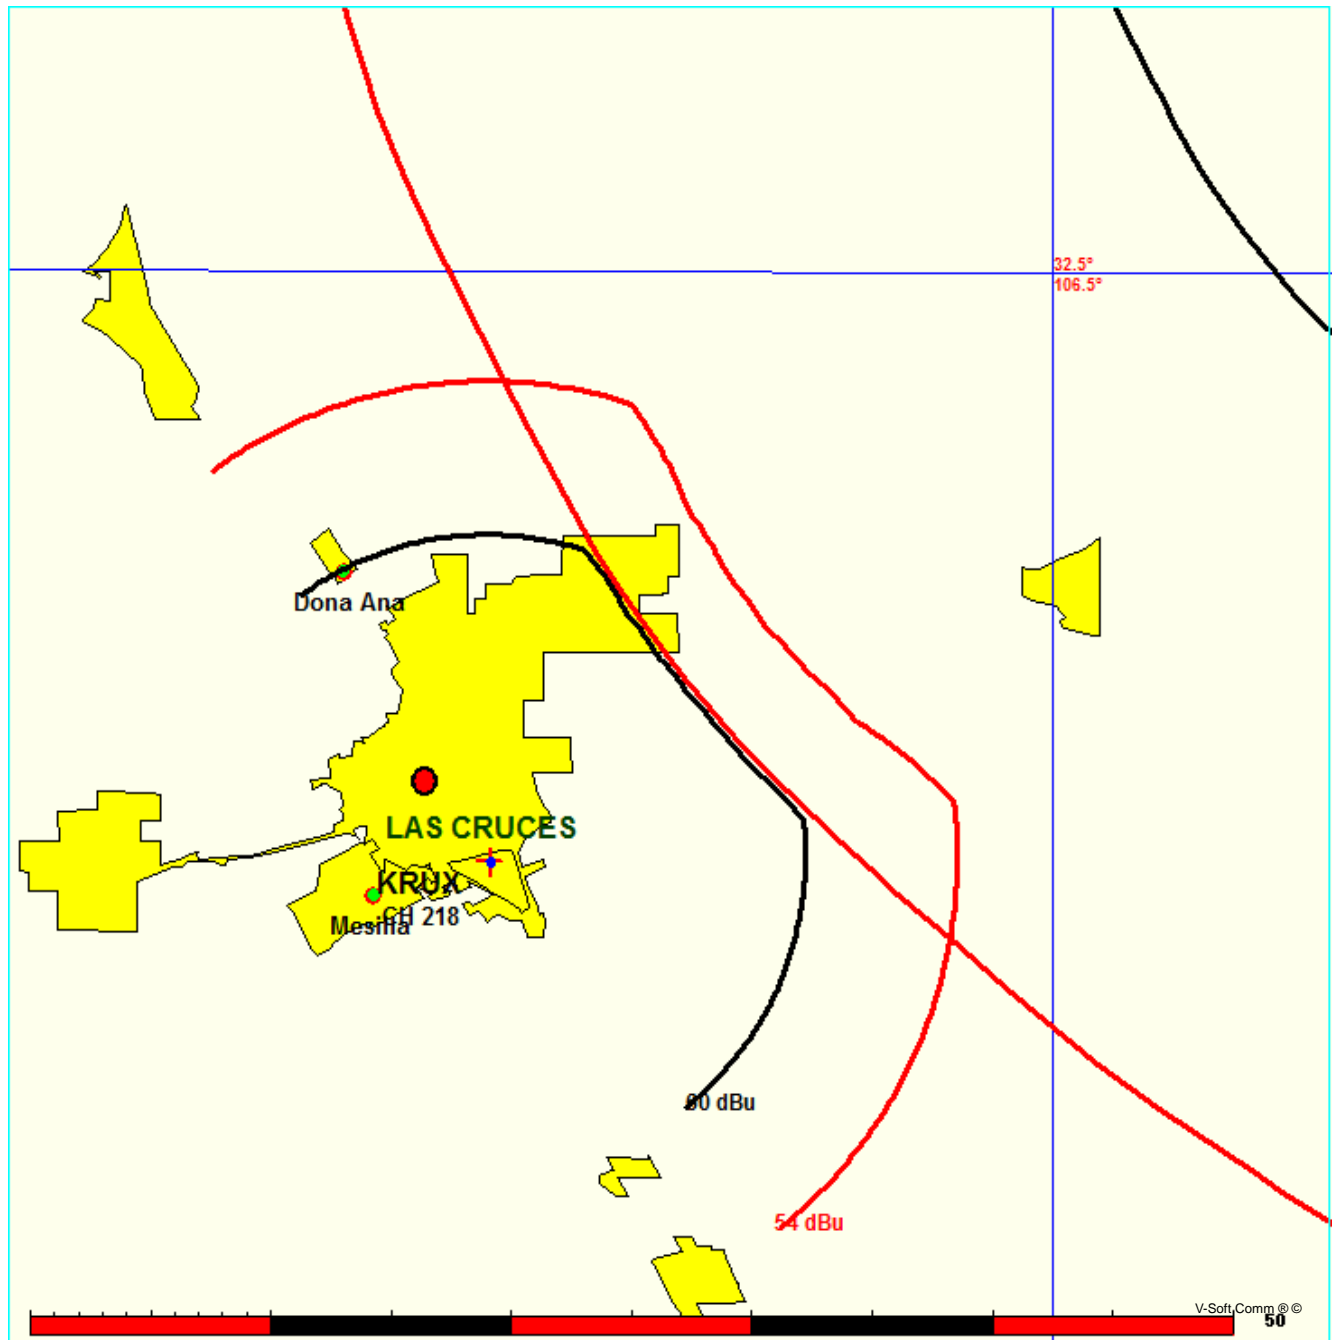 32.5°
106.5°
Dona Ana
LAS CRUCES
KRUX
CH 218
Mesilla
60 dBu
54 dBu
V-Soft Comm ® ©
50